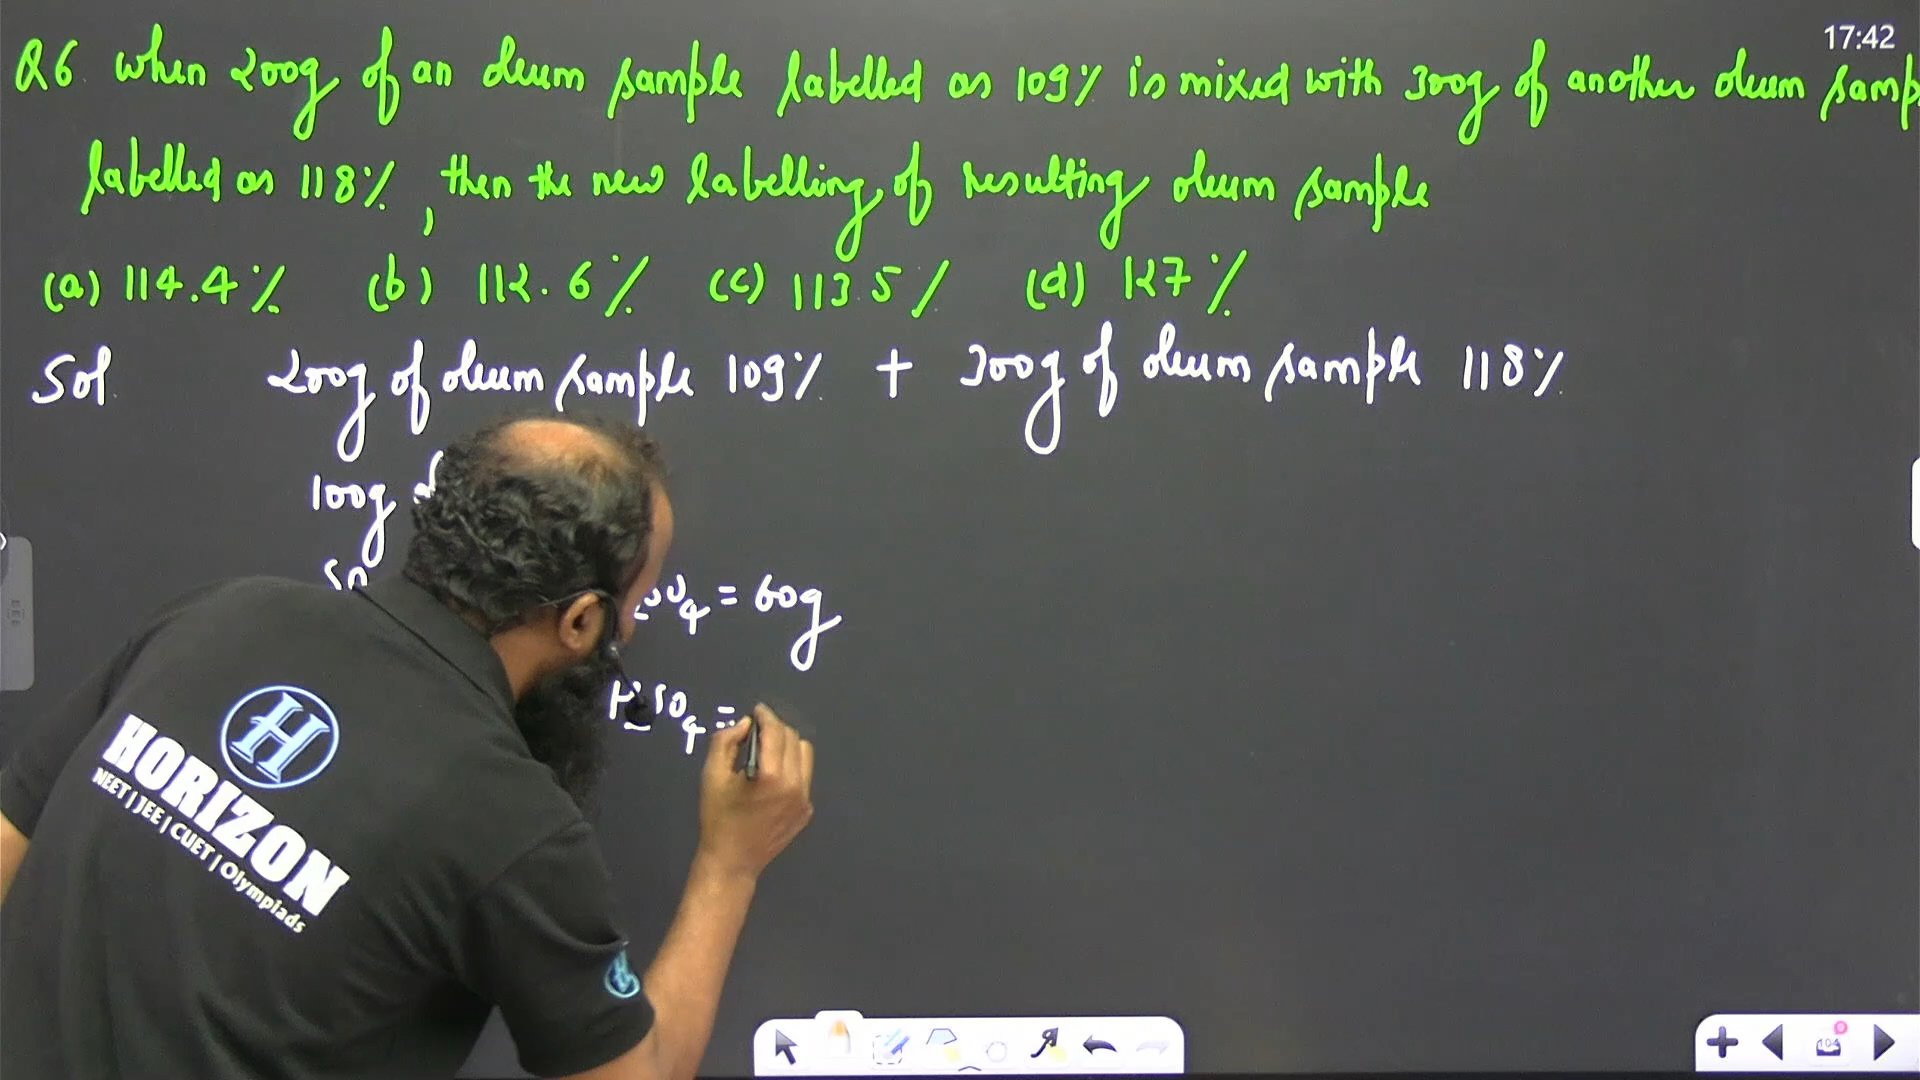 17:42
Q6 when 200g of an oleum sample labelled as 109% is mixed with 300g of another oleum samp
labelled as 118%, then the new labelling of resulting oleum sample
(a) 114.4% (b) 112.6% (c) 113.5% (d) 127%
Sol 200g of oleum sample 109% + 300g of oleum sample 118%
100g
= 60g
H2SO4 =
H
HORIZON
NEET | JEE | CUET | Olympiads